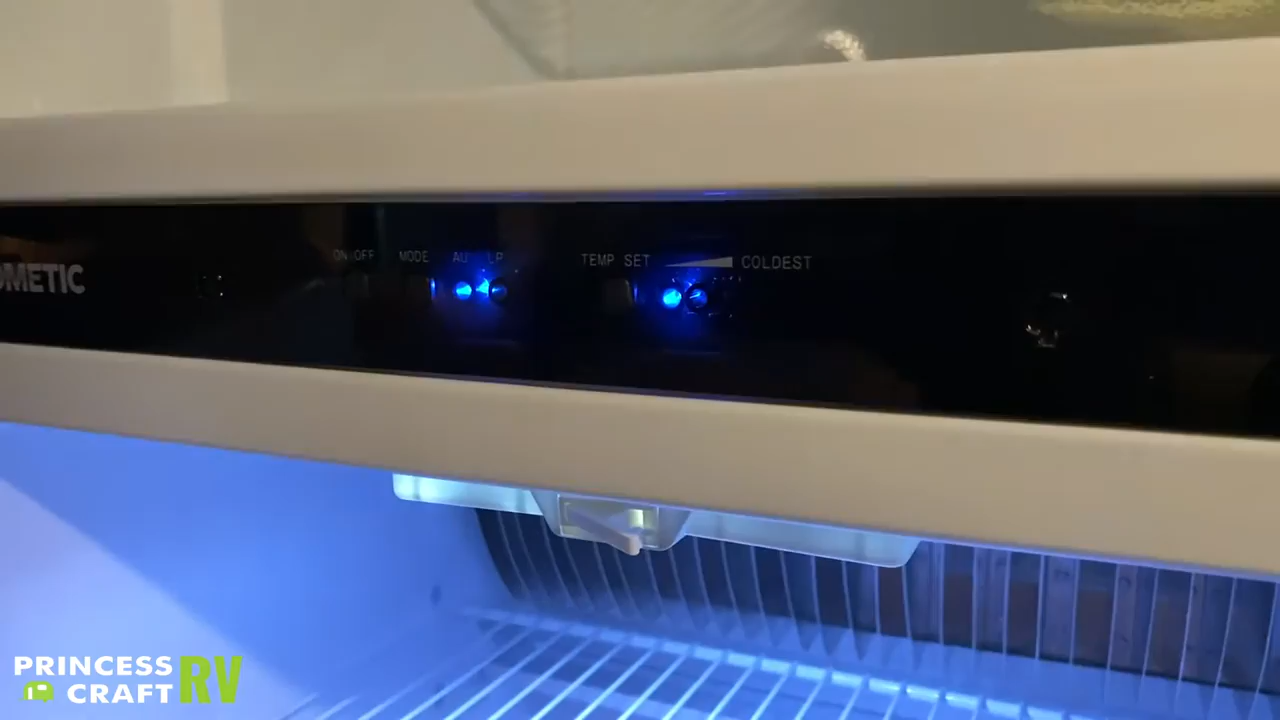 OMETIC
ON/OFF
MODE
AU LP
TEMP SET
COLDEST
PRINCESS
CRAFT RV